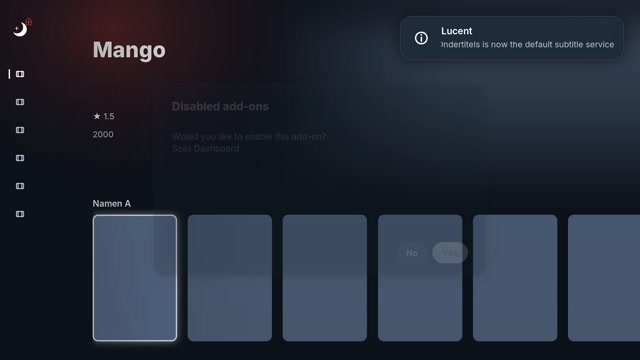 Mango
Lucent
Ondertitels is now the default subtitle service
Disabled add-ons
★ 1.5
Would you like to enable this add-on?
2000
Solis Dashboard
Namen A
No
Yes